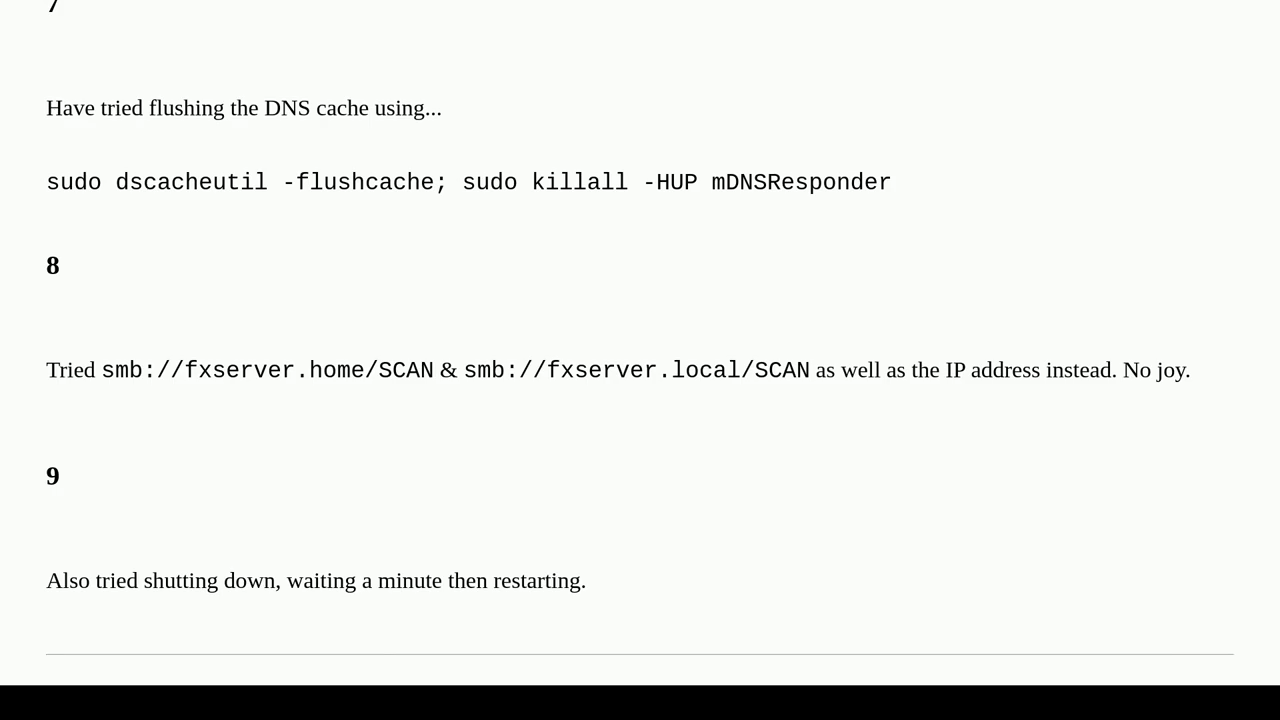 7
Have tried flushing the DNS cache using...
sudo dscacheutil -flushcache; sudo killall -HUP mDNSResponder
8
Tried smb://fxserver.home/SCAN & smb://fxserver.local/SCAN as well as the IP address instead. No joy.
9
Also tried shutting down, waiting a minute then restarting.